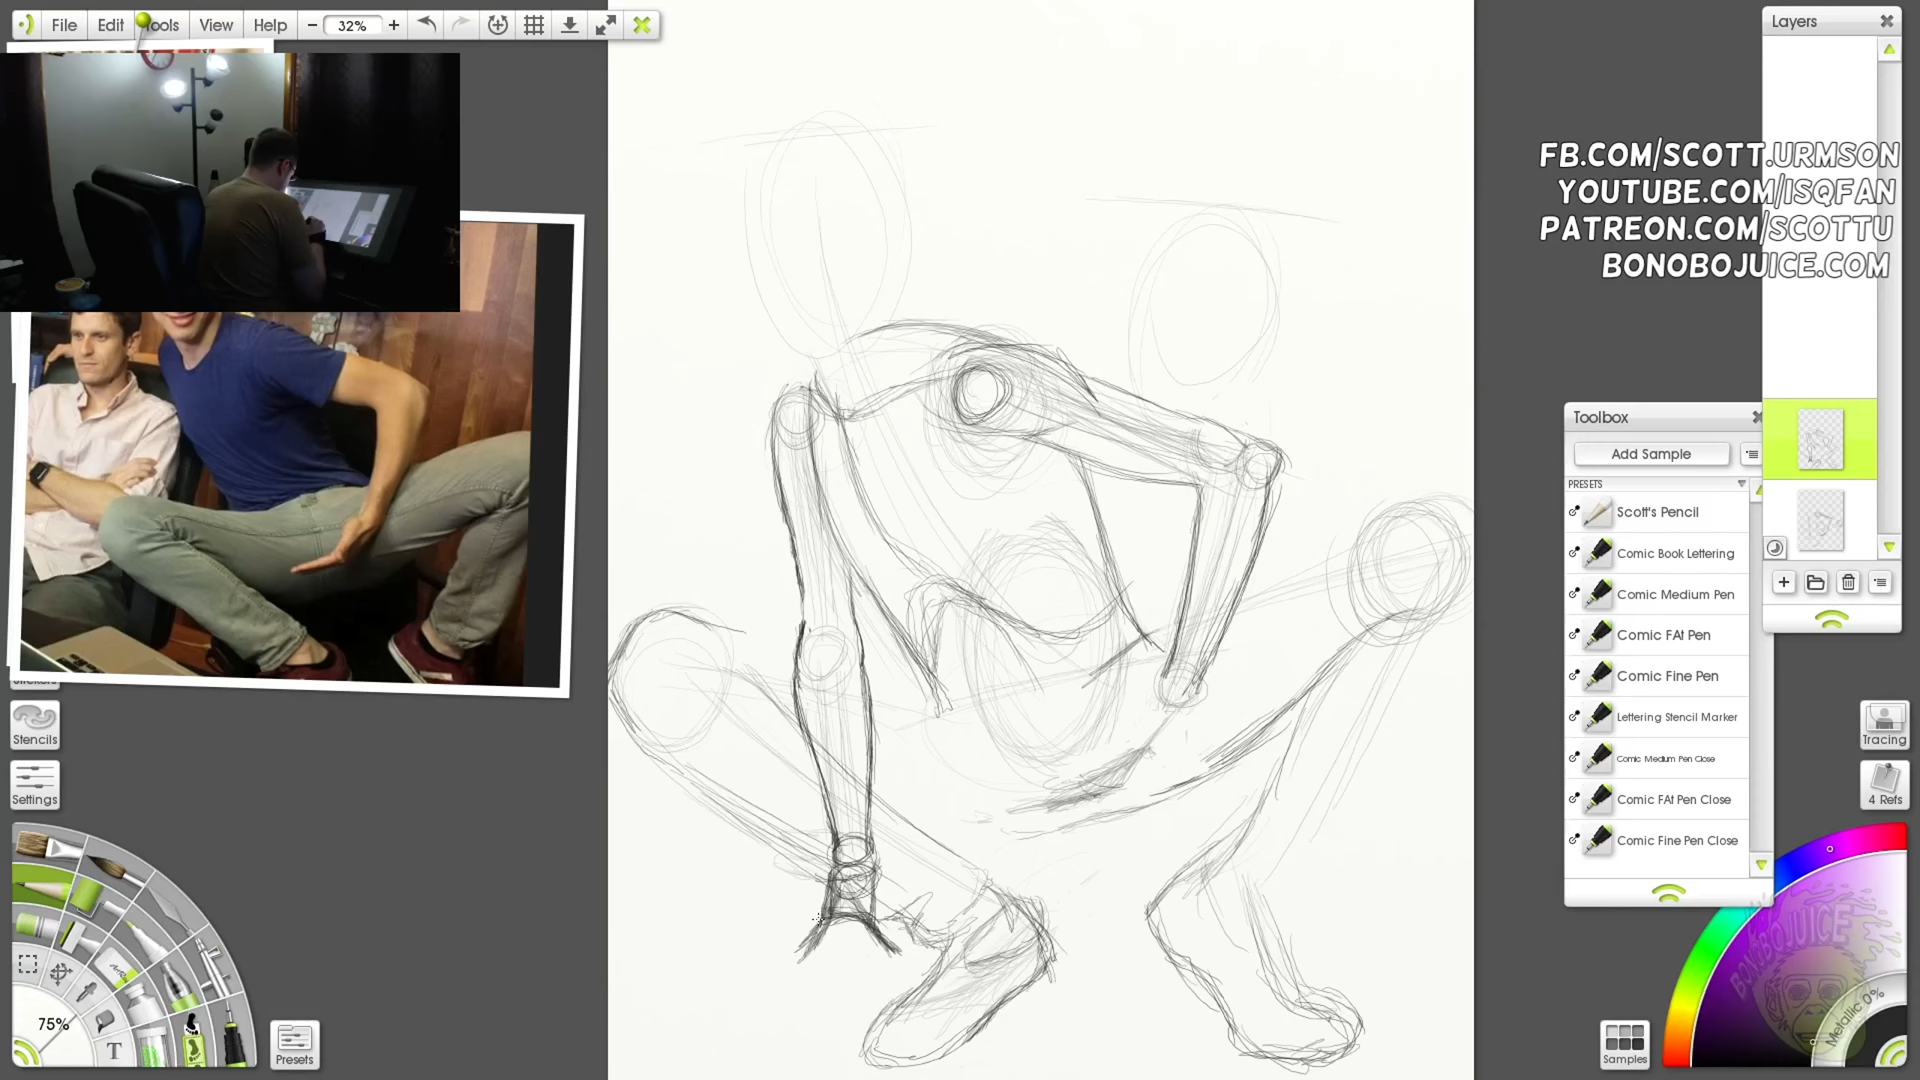 File Edit Tools View Help 32%
Layers
FB.COM/SCOTT.URMSON
YOUTUBE.COM/ISQFAN
PATREON.COM/SCOTTU
BONOBOJUICE.COM
Toolbox
Add Sample
PRESETS
Scott's Pencil
Comic Book Lettering
Comic Medium Pen
Comic FAt Pen
Comic Fine Pen
Lettering Stencil Marker
Comic Medium Pen Close
Comic FAt Pen Close
Comic Fine Pen Close
Stencils
Settings
75%
T
Presets
Tracing
4 Refs
BONOBOJUICE
Metallic 0%
Samples